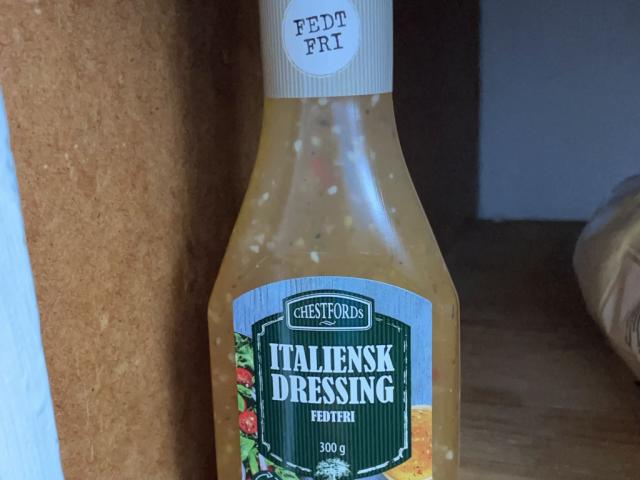 FEDT
FRI
CHESTFORDS
ITALIENSK
DRESSING
FEDTFRI
300 g